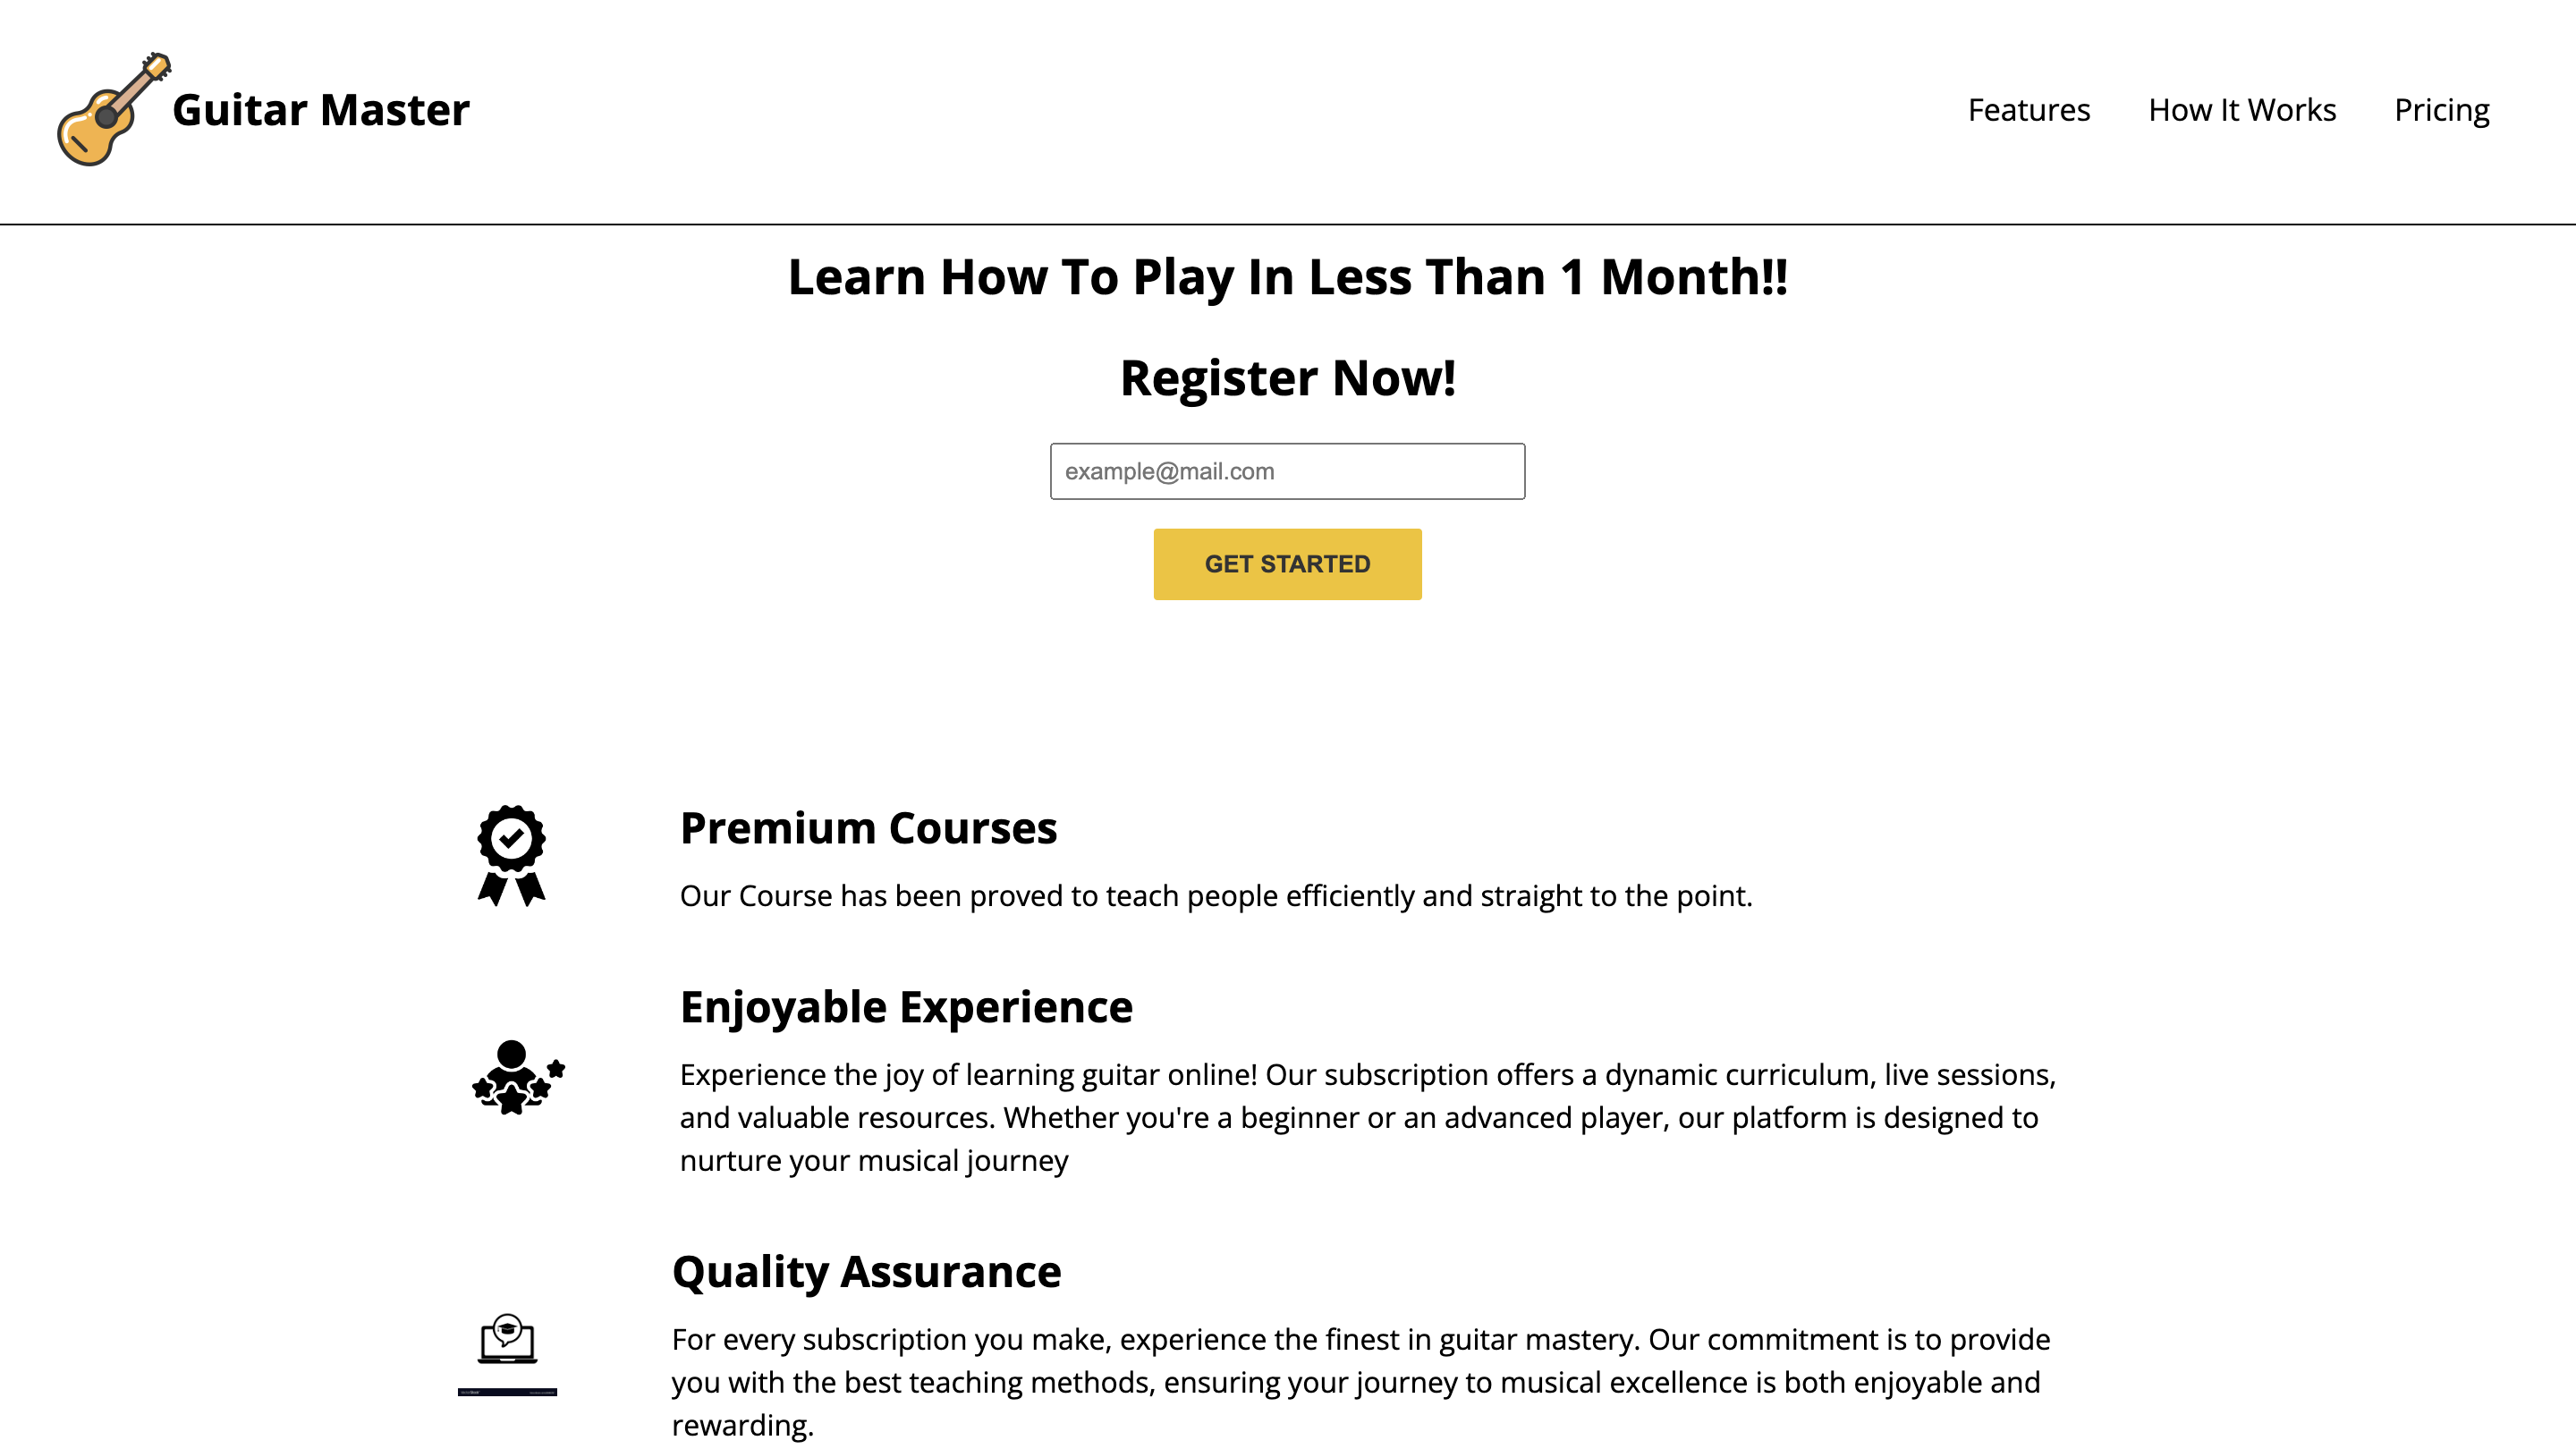 Guitar Master
Features
How It Works
Pricing
Learn How To Play In Less Than 1 Month!!
Register Now!
example@mail.com
GET STARTED
Premium Courses
Our Course has been proved to teach people efficiently and straight to the point.
Enjoyable Experience
Experience the joy of learning guitar online! Our subscription offers a dynamic curriculum, live sessions,
and valuable resources. Whether you're a beginner or an advanced player, our platform is designed to
nurture your musical journey
Quality Assurance
For every subscription you make, experience the finest in guitar mastery. Our commitment is to provide
you with the best teaching methods, ensuring your journey to musical excellence is both enjoyable and
rewarding.